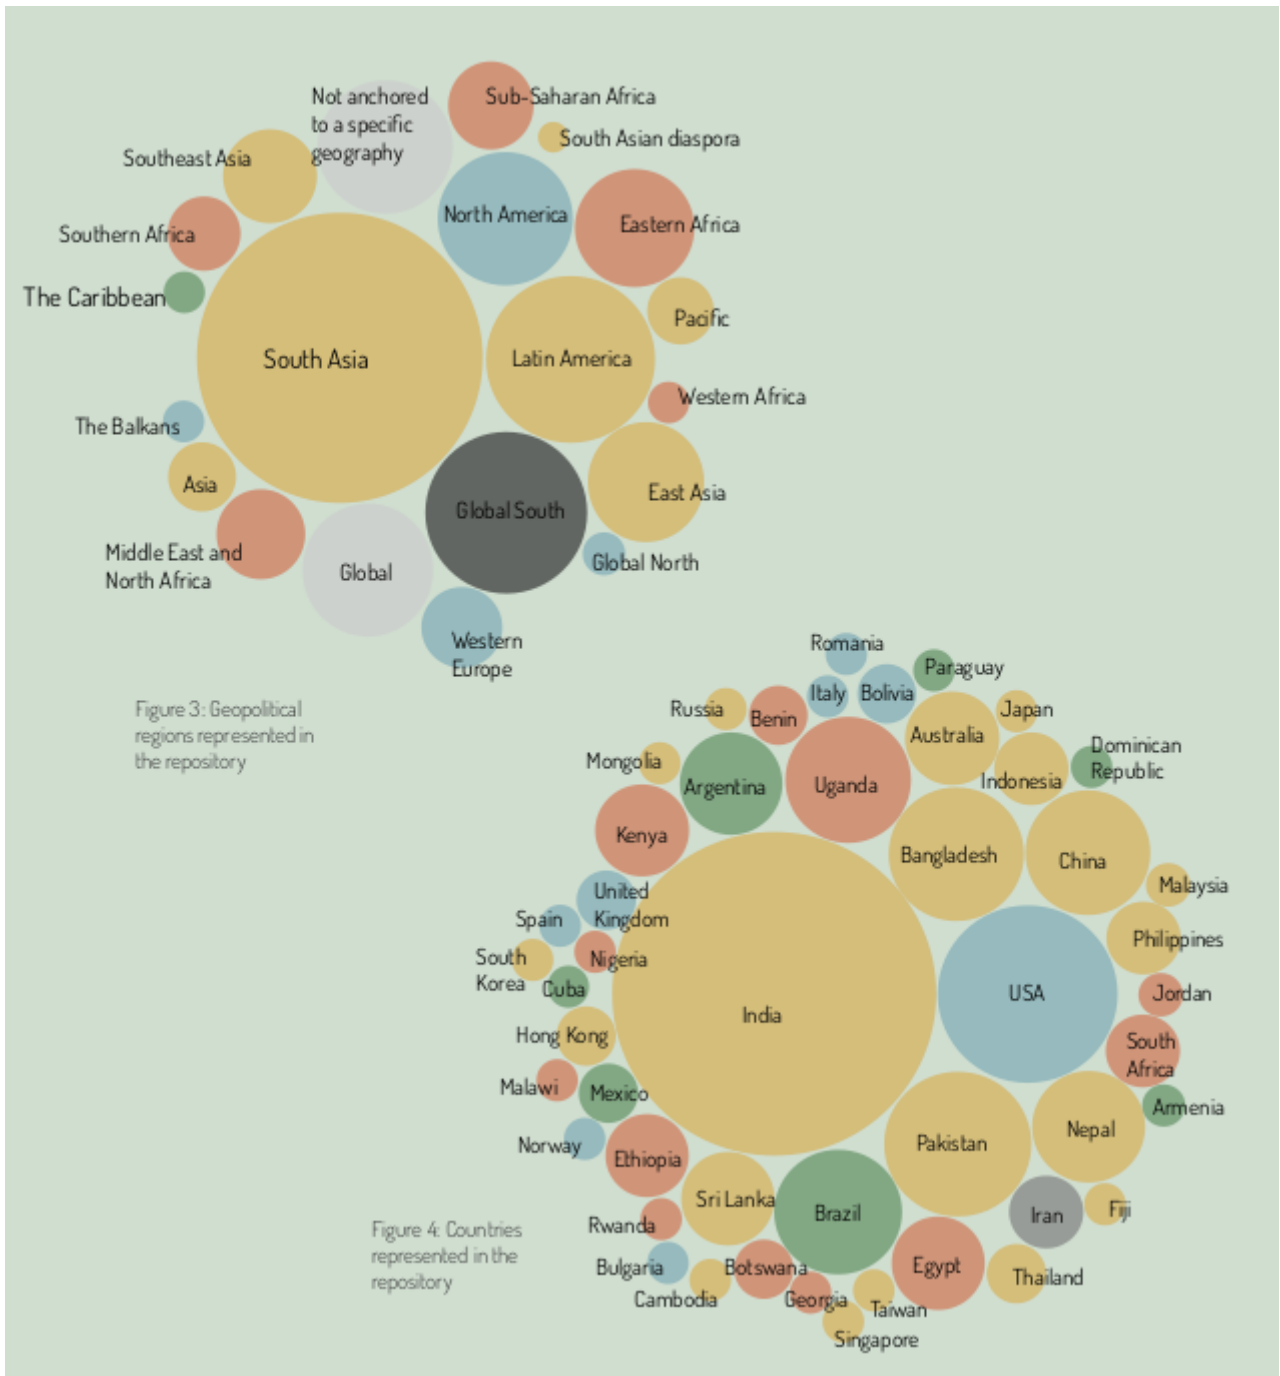 Not anchored
to a specific
geography
Sub-Saharan Africa
South Asian diaspora
Southeast Asia
North America
Eastern Africa
Southern Africa
The Caribbean
Pacific
South Asia
Latin America
Western Africa
The Balkans
Asia
East Asia
Global South
Middle East and
North Africa
Global
Global North
Western
Europe
Figure 3: Geopolitical
regions represented in
the repository
Romania
Paraguay
Russia
Benin
Italy
Bolivia
Japan
Australia
Mongolia
Dominican
Republic
Argentina
Uganda
Indonesia
Kenya
Bangladesh
China
Malaysia
United
Kingdom
Spain
South
Korea
Nigeria
Philippines
Cuba
USA
Jordan
India
Hong Kong
South
Africa
Malawi
Mexico
Armenia
Norway
Ethiopia
Pakistan
Nepal
Sri Lanka
Brazil
Iran
Fiji
Rwanda
Figure 4: Countries
represented in the
repository
Bulgaria
Botswana
Egypt
Thailand
Cambodia
Georgia
Taiwan
Singapore